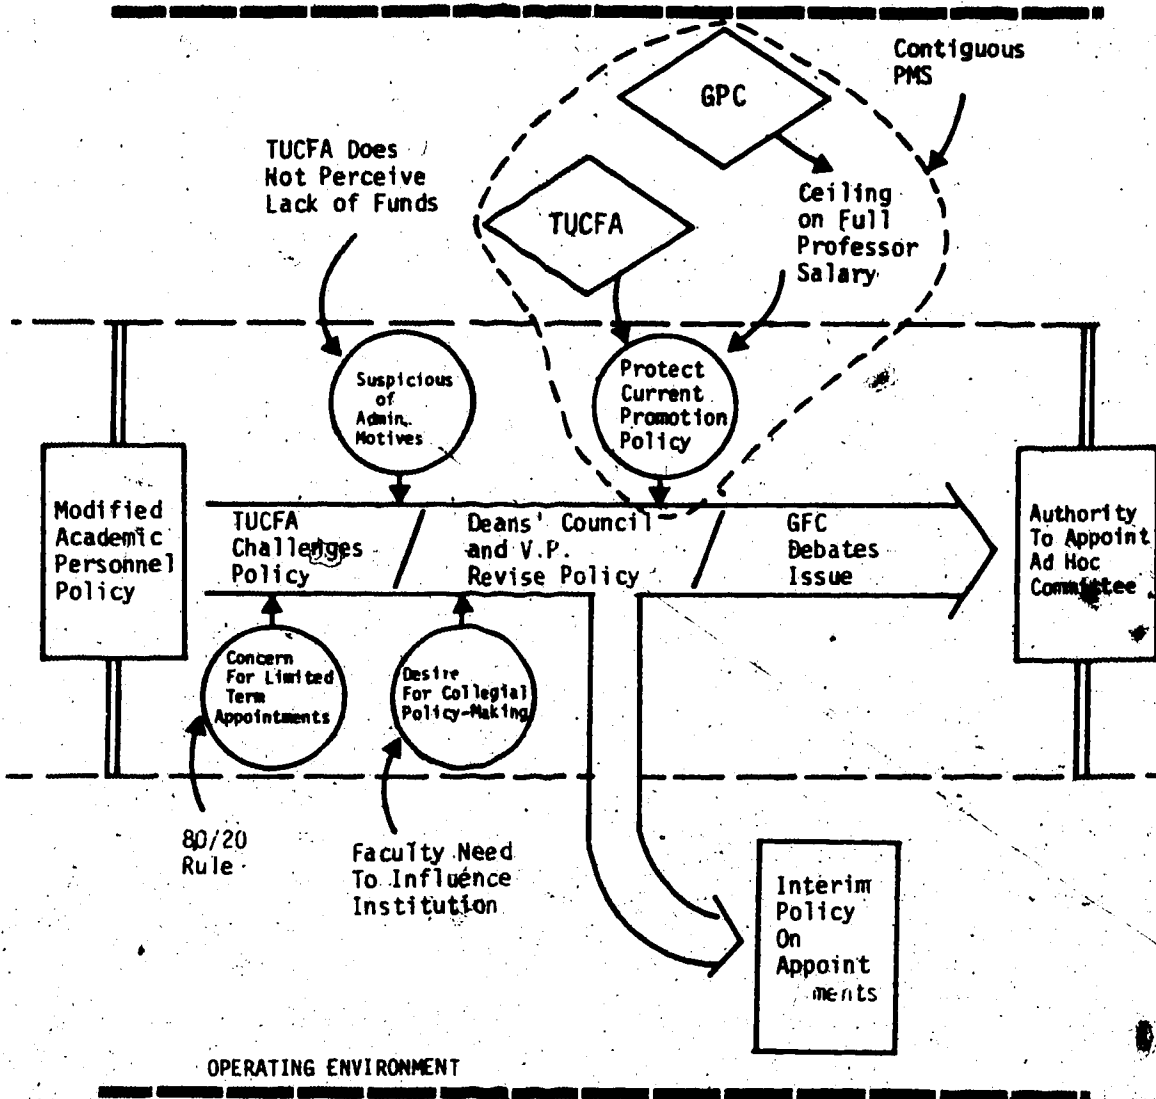 Contiguous
PMS
GPC
TUCFA Does
Not Perceive
Lack of Funds
TUCFA
Ceiling
on Full
Professor
Salary
Suspicious
of
Admin.
Motives
Protect
Current
Promotion
Policy
Modified
Academic
Personnel
Policy
TUCFA
Challenges
Policy
Deans' Council
and V.P.
Revise Policy
GFC
Debates
Issue
Authority
To Appoint
Ad Hoc
Committee
Concern
For Limited
Term
Appointments
Desire
For Collegial
Policy-Making
80/20
Rule
Faculty Need
To Influence
Institution
Interim
Policy
On
Appoint
ments
OPERATING ENVIRONMENT